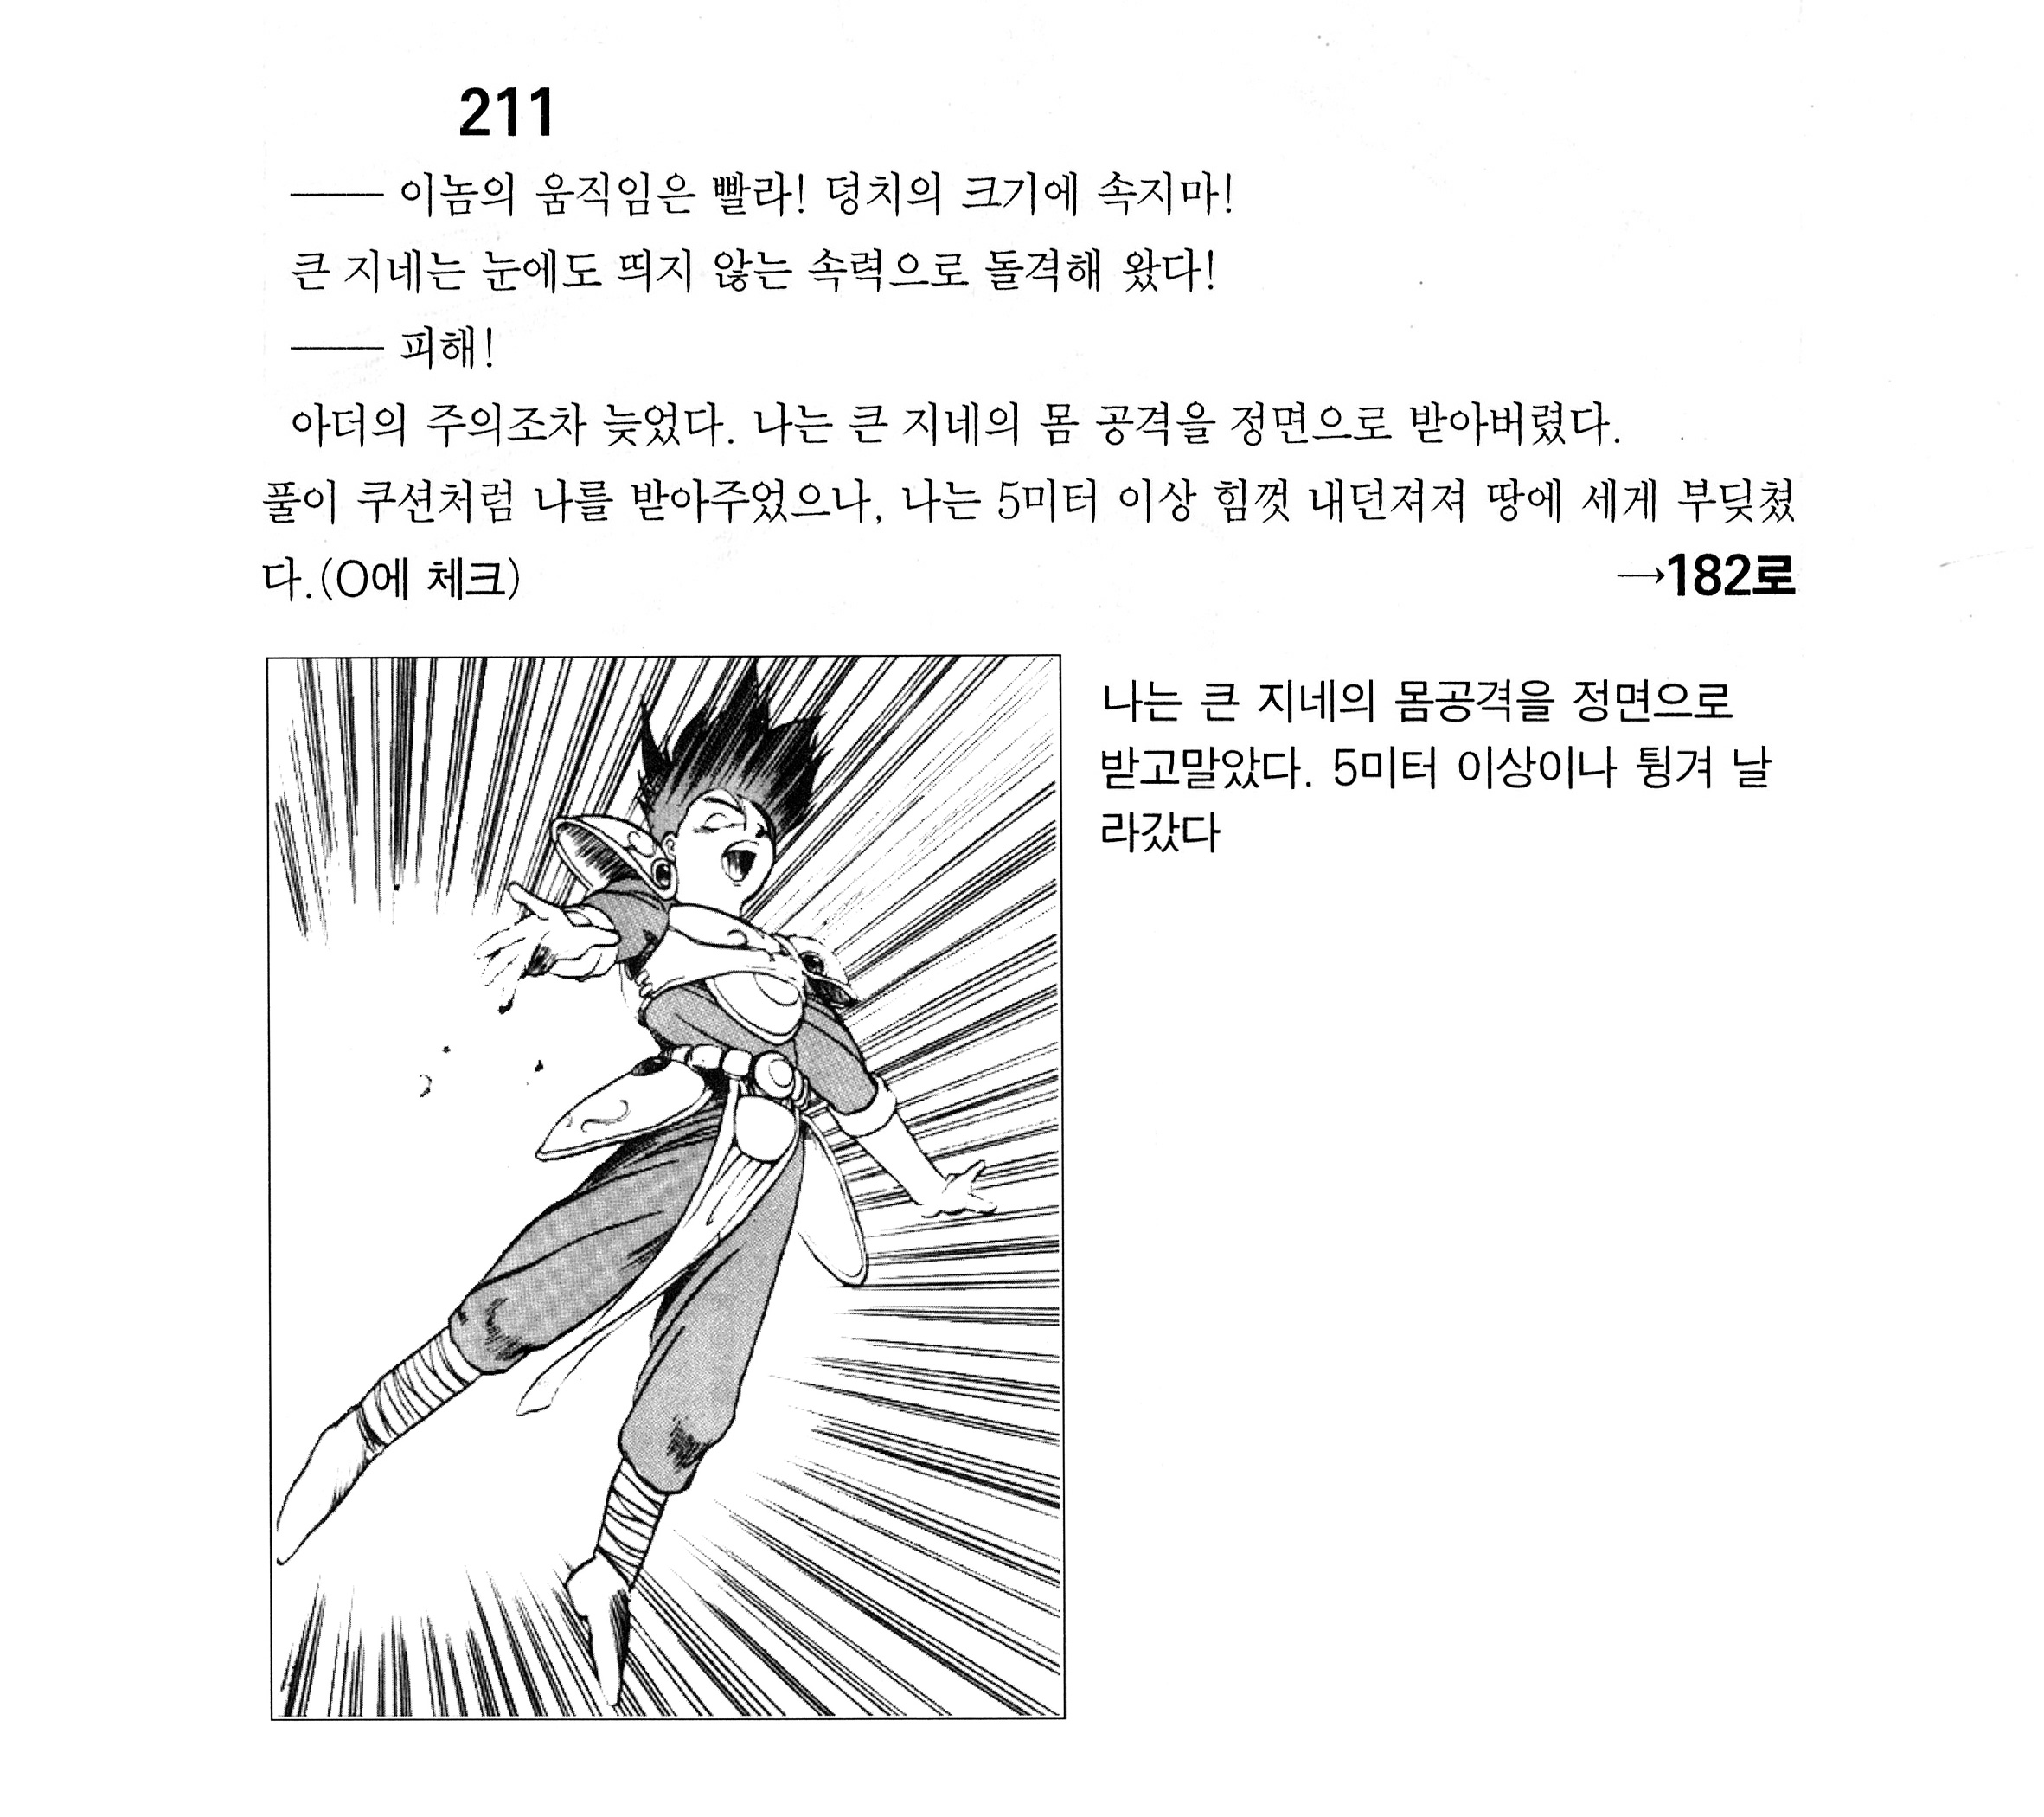 211
―― 이놈의 움직임은 빨라! 덩치의 크기에 속지마!
큰 지네는 눈에도 띄지 않는 속력으로 돌격해 왔다!
―― 피해!
아더의 주의조차 늦었다. 나는 큰 지네의 몸 공격을 정면으로 받아버렸다.
풀이 쿠션처럼 나를 받아주었으나, 나는 5미터 이상 힘껏 내던져져 땅에 세게 부딪쳤
다.(O에 체크) →182로
나는 큰 지네의 몸공격을 정면으로
받고말았다. 5미터 이상이나 튕겨 날
라갔다